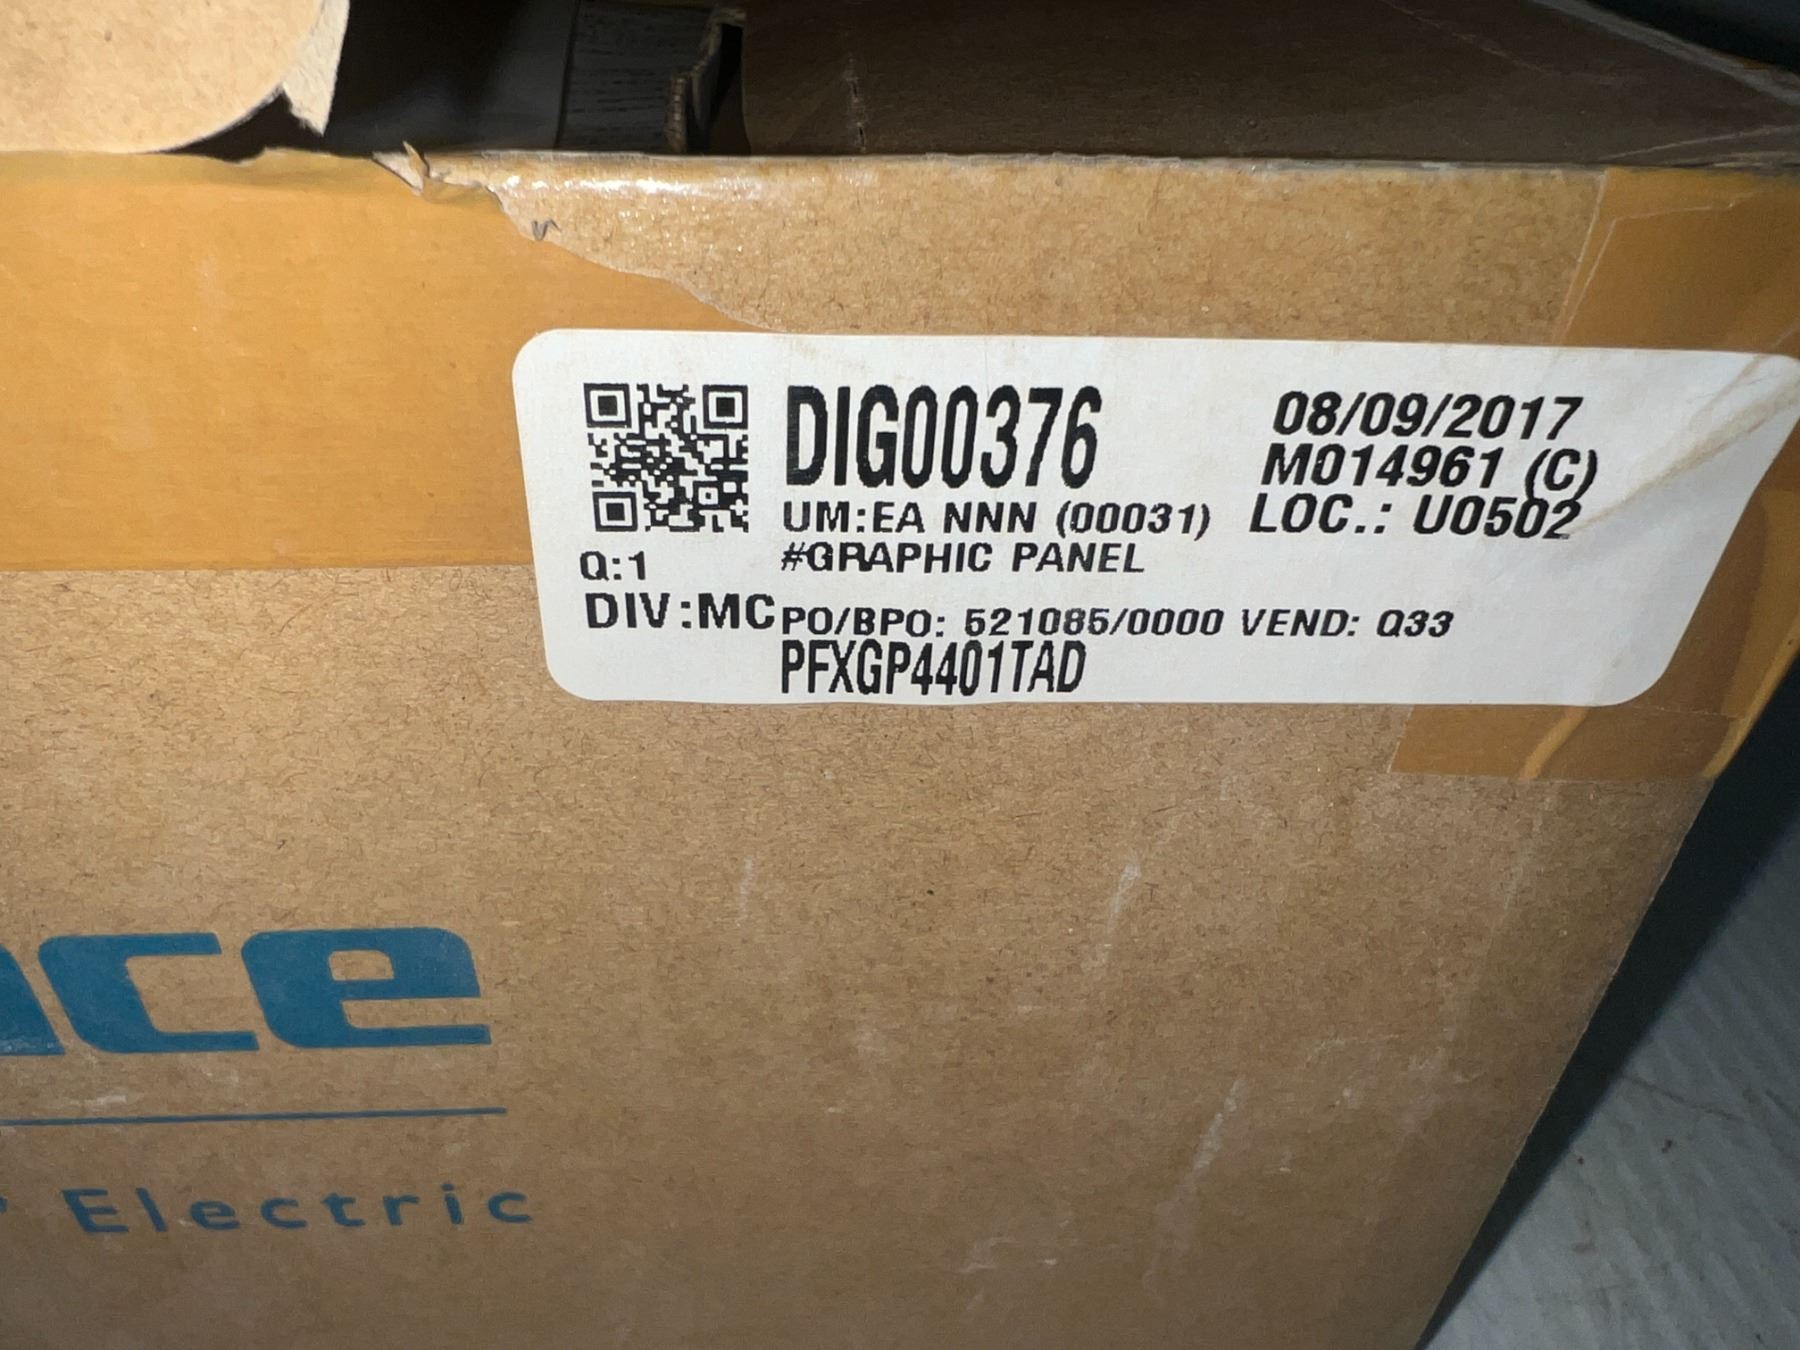 DIG00376
08/09/2017
M014961 (C)
UM:EA NNN (00031) LOC.: U0502
Q:1 #GRAPHIC PANEL
DIV:MC PO/BPO: 521085/0000 VEND: Q33
PFXGP4401TAD
ace
Electric